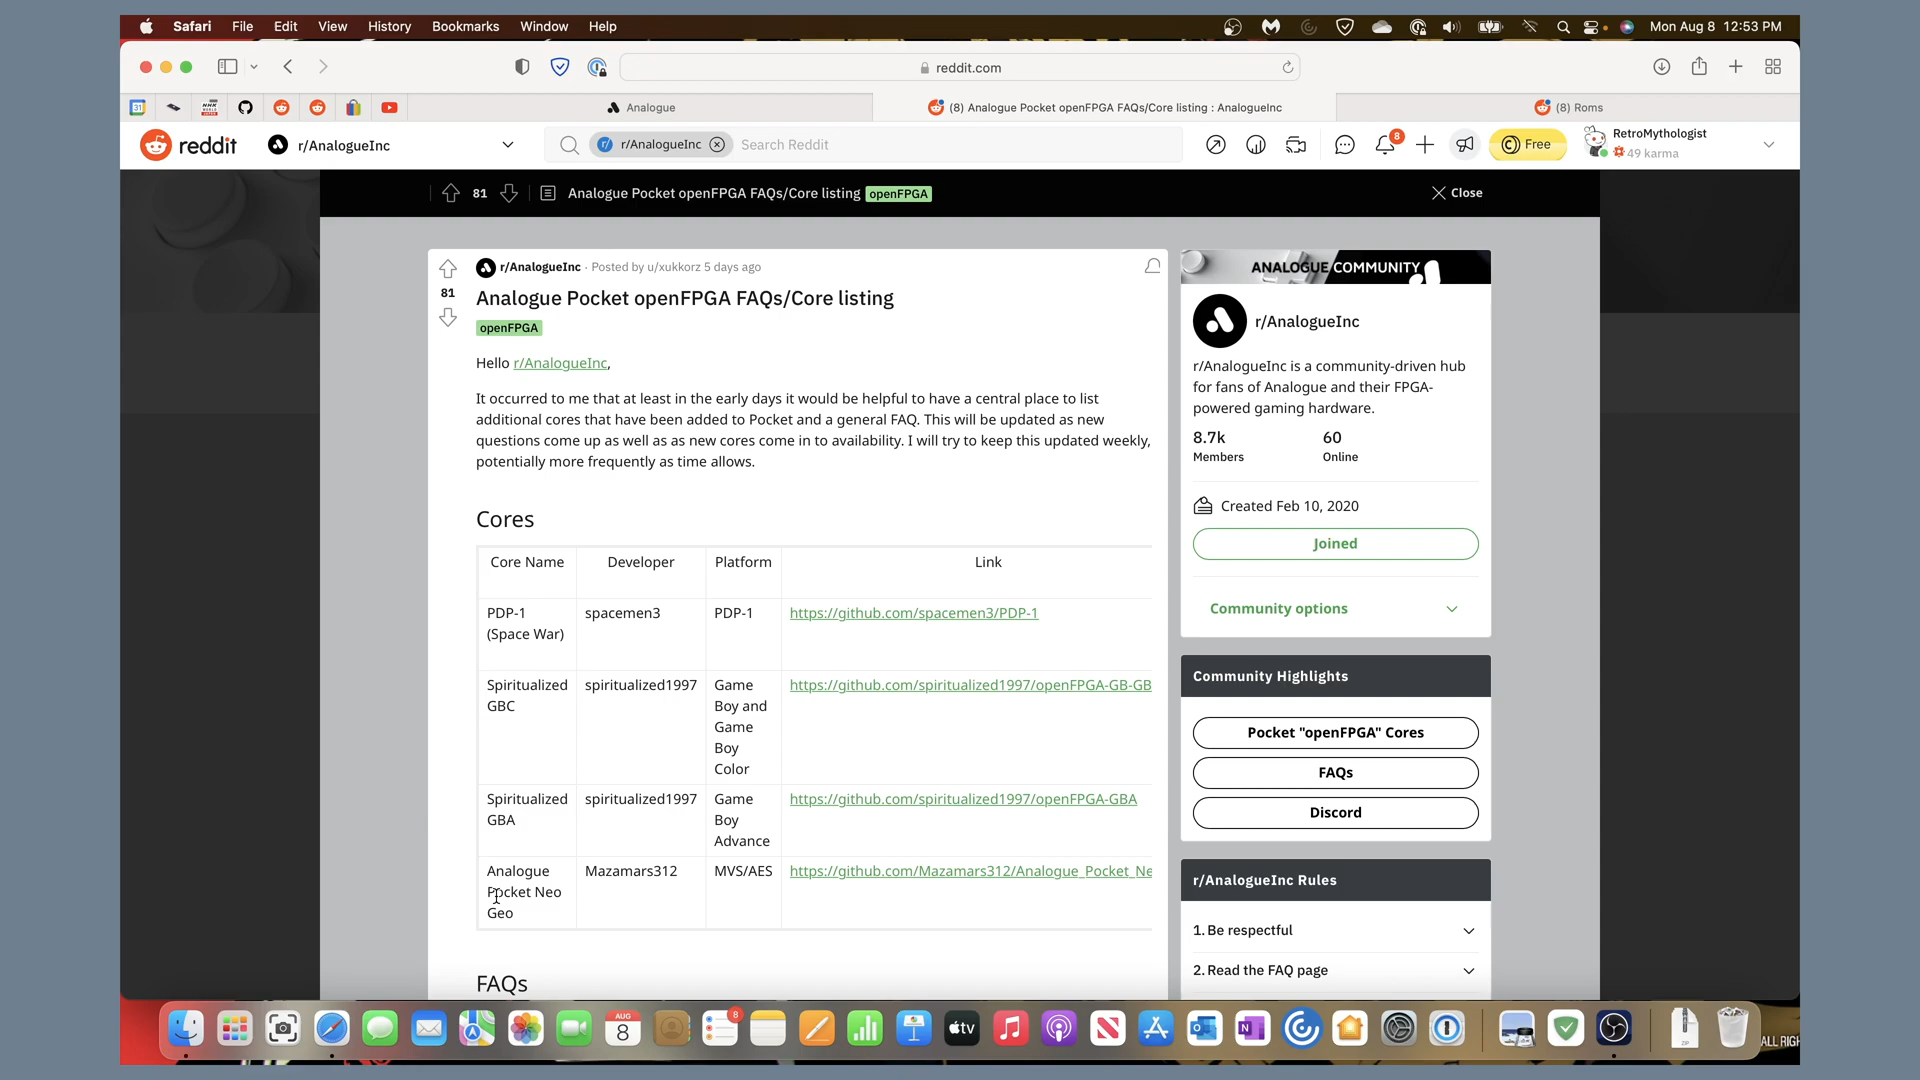 Safari File Edit View History Bookmarks Window Help Mon Aug 8 12:53 PM
reddit.com
31 Analogue (8) Analogue Pocket openFPGA FAQs/Core listing : AnalogueInc (8) Roms
reddit r/AnalogueInc r/AnalogueInc Search Reddit 8 Free RetroMythologist
49 karma
81 Analogue Pocket openFPGA FAQs/Core listing openFPGA Close
r/AnalogueInc · Posted by u/xukkorz 5 days ago
81
Analogue Pocket openFPGA FAQs/Core listing
openFPGA
Hello r/AnalogueInc,
It occurred to me that at least in the early days it would be helpful to have a central place to list
additional cores that have been added to Pocket and a general FAQ. This will be updated as new
questions come up as well as as new cores come in to availability. I will try to keep this updated weekly,
potentially more frequently as time allows.
Cores
Core Name Developer Platform Link
PDP-1 spacemen3 PDP-1 https://github.com/spacemen3/PDP-1
(Space War)
Spiritualized spiritualized1997 Game https://github.com/spiritualized1997/openFPGA-GB-GB
GBC Boy and
Game
Boy
Color
Spiritualized spiritualized1997 Game https://github.com/spiritualized1997/openFPGA-GBA
GBA Boy
Advance
Analogue Mazamars312 MVS/AES https://github.com/Mazamars312/Analogue_Pocket_Ne
Pocket Neo
Geo
FAQs
ANALOGUE COMMUNITY
r/AnalogueInc
r/AnalogueInc is a community-driven hub
for fans of Analogue and their FPGA-
powered gaming hardware.
8.7k 60
Members Online
Created Feb 10, 2020
Joined
Community options
Community Highlights
Pocket "openFPGA" Cores
FAQs
Discord
r/AnalogueInc Rules
1. Be respectful
2. Read the FAQ page
AUG
8
8
tv
ZIP
ALL RIGH